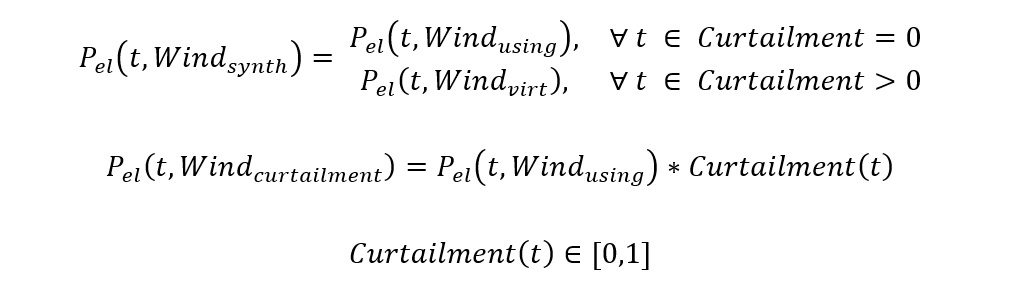 P_el(t, Wind_synth) = P_el(t, Wind_using), ∀ t ∈ Curtailment = 0
P_el(t, Wind_virt), ∀ t ∈ Curtailment > 0
P_el(t, Wind_curtailment) = P_el(t, Wind_using) * Curtailment(t)
Curtailment(t) ∈ [0,1]